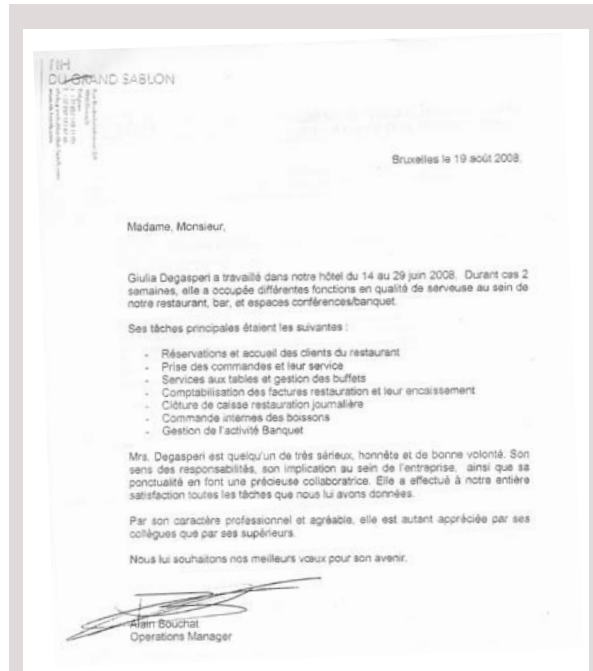 NH
DU GRAND SABLON
Bruxelles le 19 août 2008.
Madame, Monsieur,
Giulia Degasperi a travaillé dans notre hôtel du 14 au 29 juin 2008. Durant ces 2
semaines, elle a occupée différentes fonctions en qualité de serveuse au sein de
notre restaurant, bar, et espaces conférences/banquet.
Ses tâches principales étaient les suivantes :
- Réservations et accueil des clients du restaurant
- Prise des commandes et leur service
- Services aux tables et gestion des buffets
- Comptabilisation des factures restauration et leur encaissement
- Clôture de caisse restauration journalière
- Commande internes des boissons
- Gestion de l'activité Banquet
Mrs. Degasperi est quelqu'un de très sérieux, honnête et de bonne volonté. Son
sens des responsabilités, son implication au sein de l'entreprise, ainsi que sa
ponctualité en font une précieuse collaboratrice. Elle a effectué à notre entière
satisfaction toutes les tâches que nous lui avons données.
Par son caractère professionnel et agréable, elle est autant appréciée par ses
collègues que par ses supérieurs.
Nous lui souhaitons nos meilleurs vœux pour son avenir.
Alain Bouchat
Operations Manager